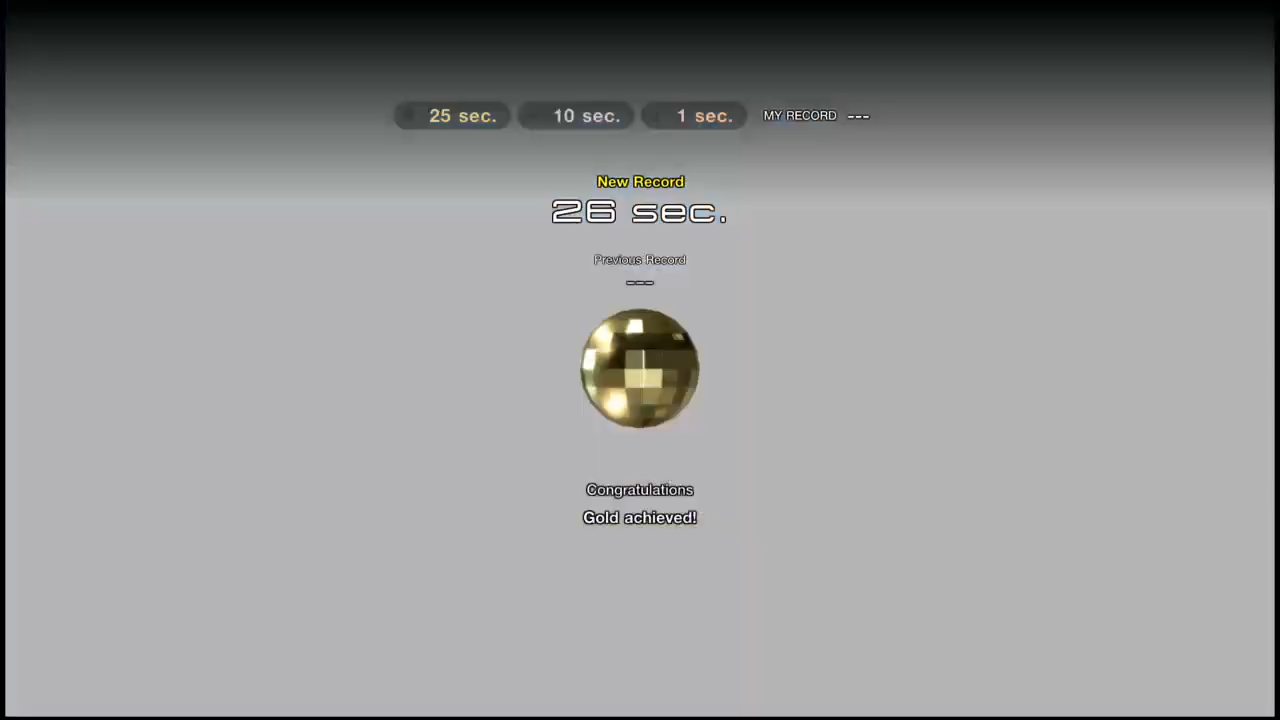 25 sec. 10 sec. 1 sec. MY RECORD ---
New Record
26 sec.
Previous Record
---
Congratulations
Gold achieved!